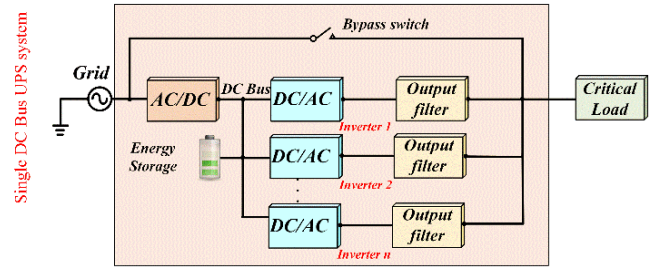 Single DC Bus UPS system
Bypass switch
Grid
AC/DC
DC Bus
DC/AC
Inverter 1
Output
filter
Critical
Load
Energy
Storage
DC/AC
Inverter 2
Output
filter
DC/AC
Inverter n
Output
filter